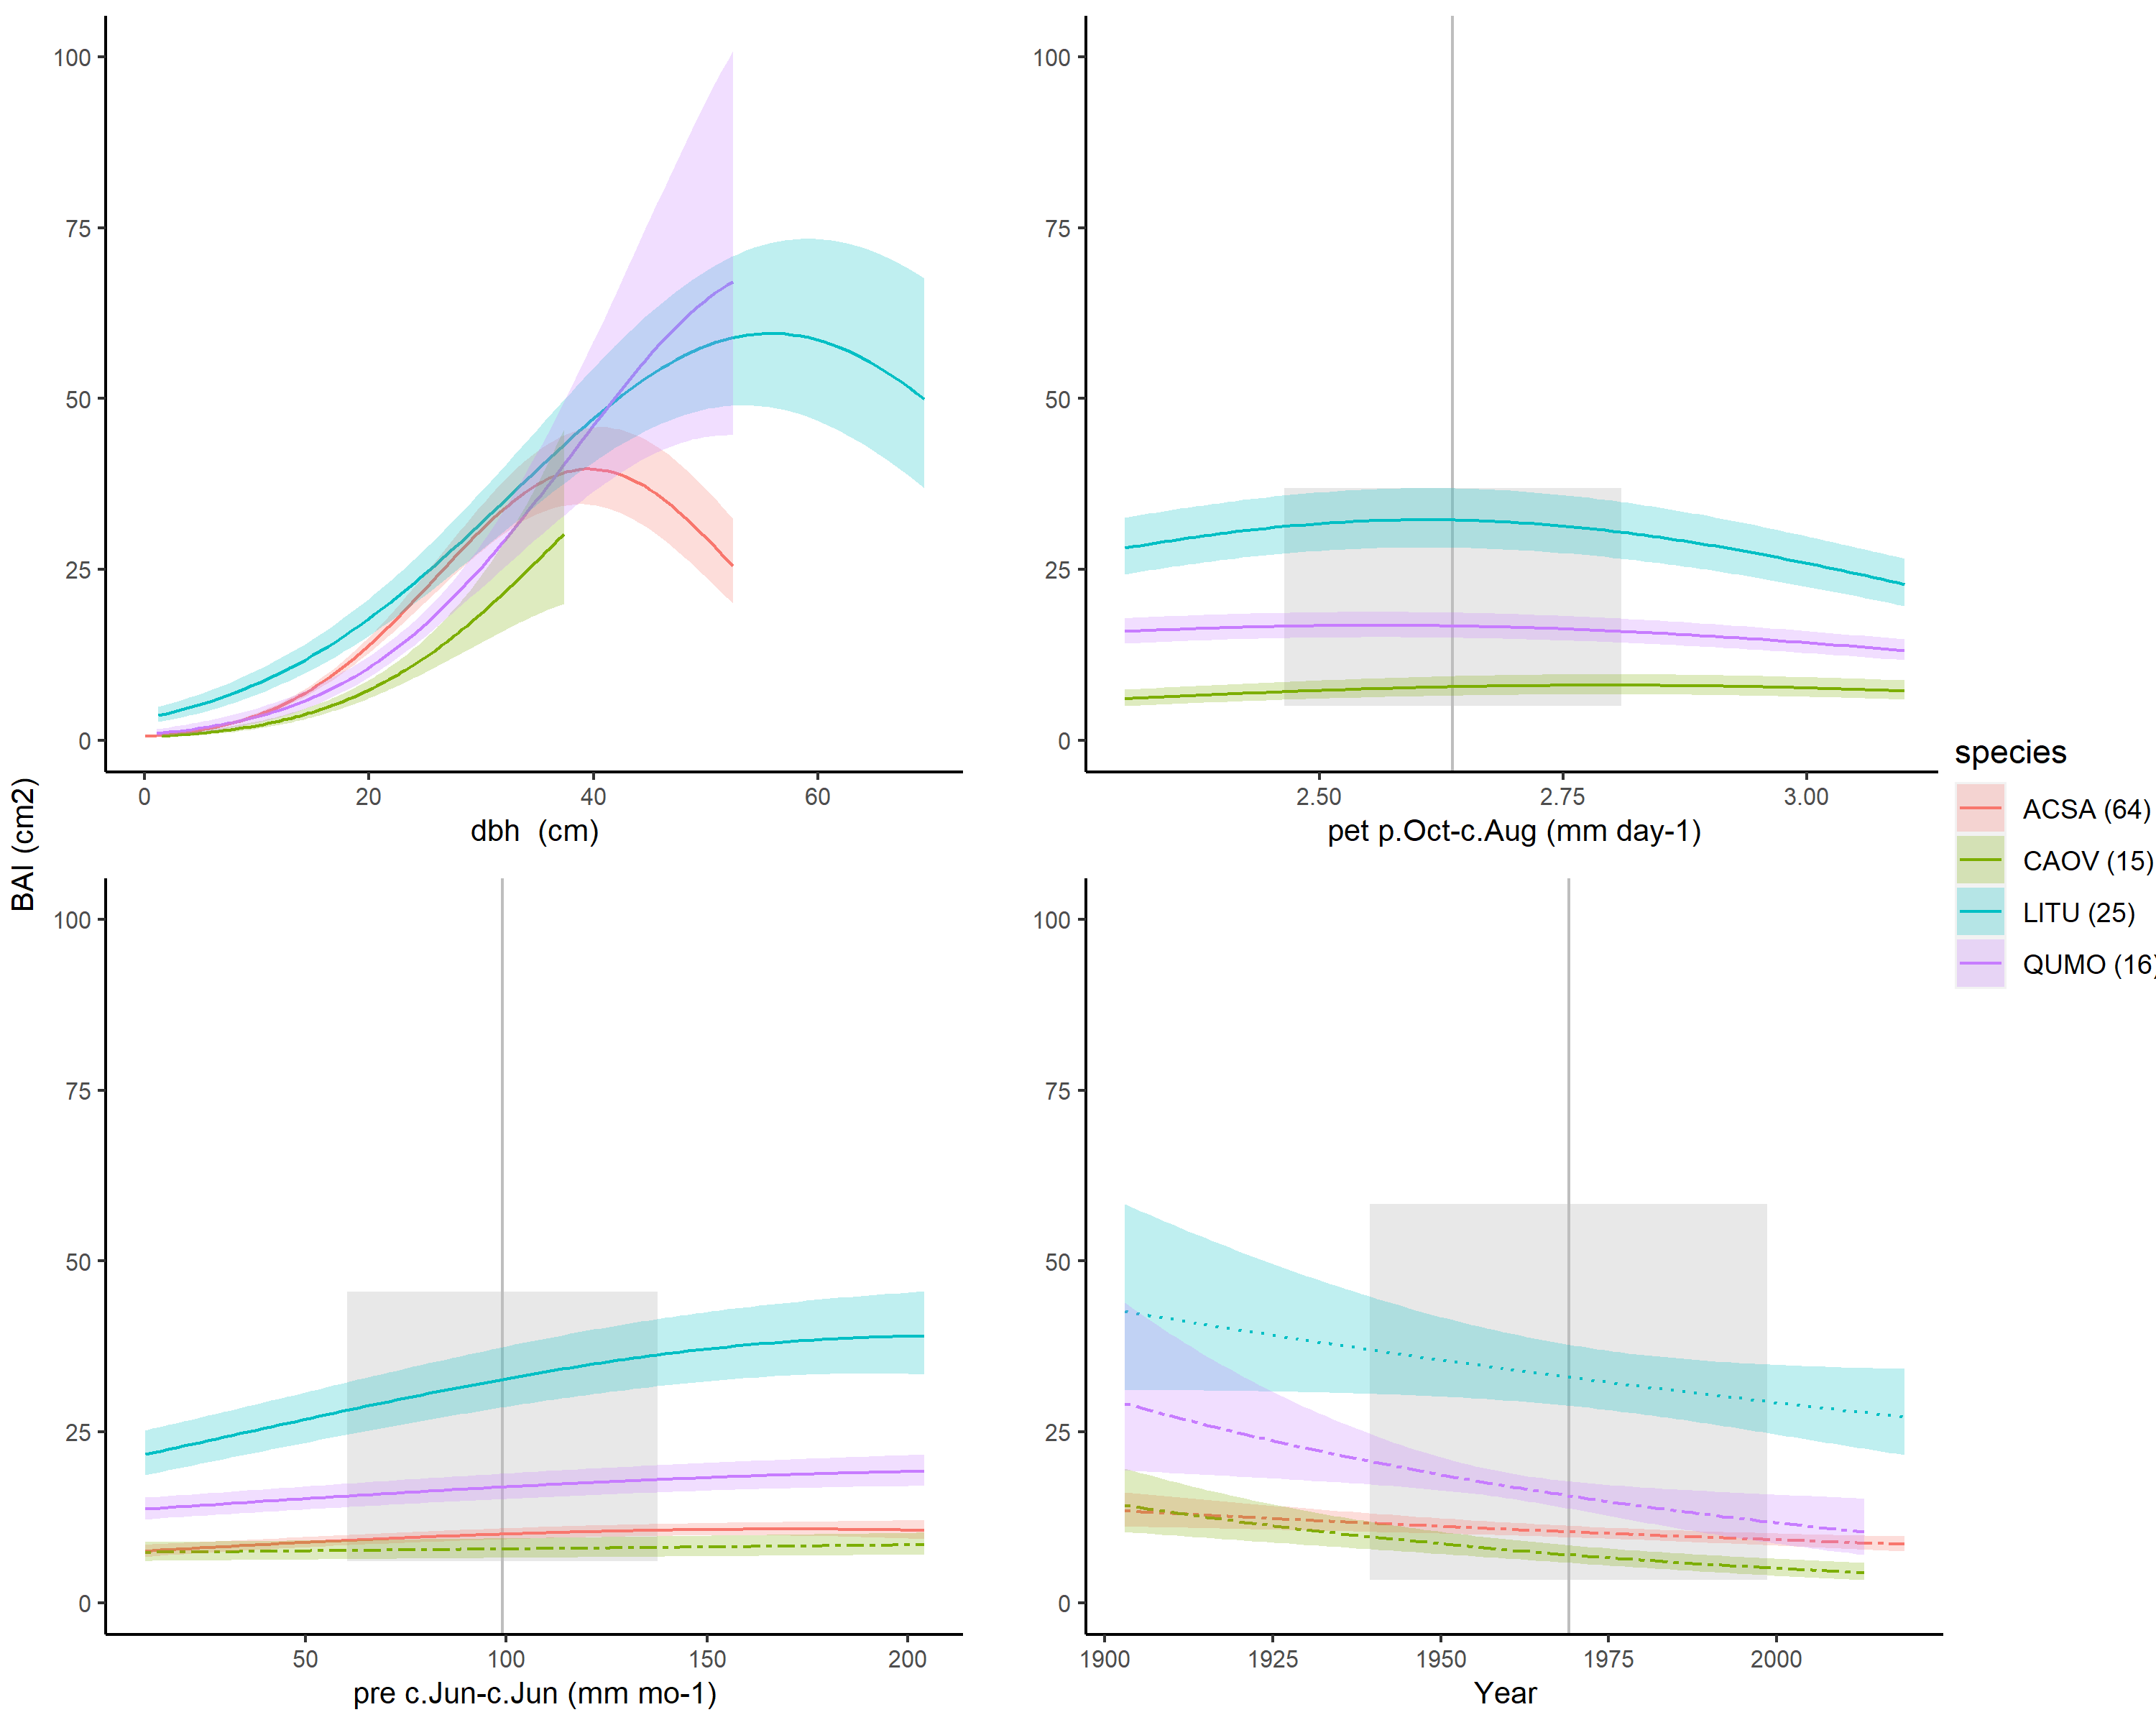 100
75
50
25
0
0 20 40 60
dbh (cm)
100
75
50
25
0
2.50 2.75 3.00
pet p.Oct-c.Aug (mm day-1)
BAI (cm2)
100
75
50
25
0
50 100 150 200
pre c.Jun-c.Jun (mm mo-1)
100
75
50
25
0
1900 1925 1950 1975 2000
Year
species
ACSA (64)
CAOV (15)
LITU (25)
QUMO (16)